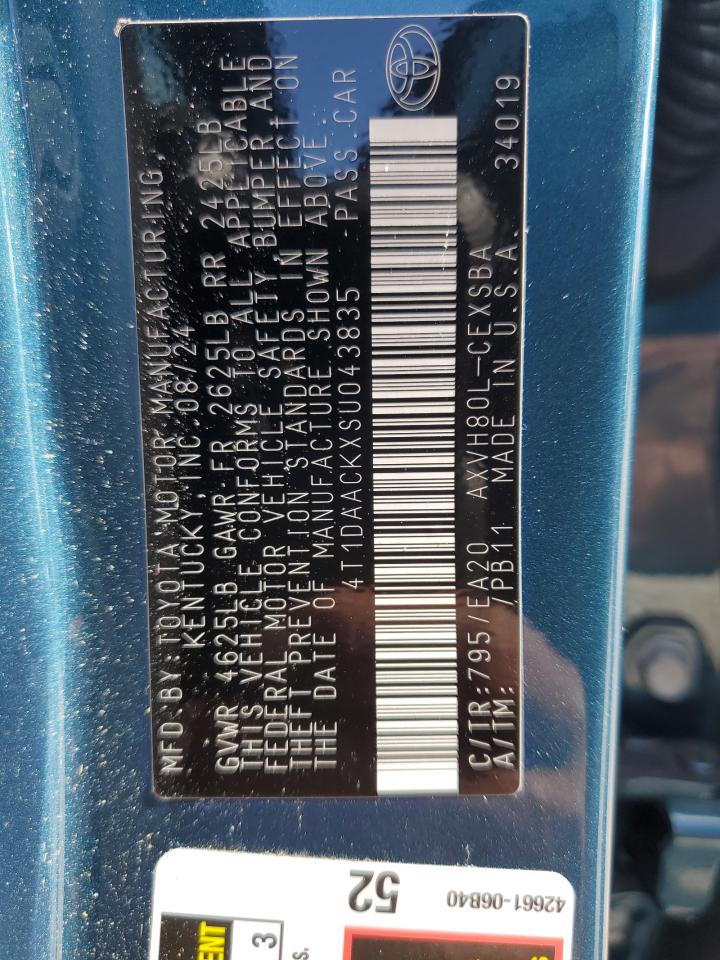 MFD.BY:TOYOTA MOTOR MANUFACTURING,
KENTUCKY, INC.08/24
GVWR 4625LB GAWR FR 2625LB RR 2425LB
THIS VEHICLE CONFORMS TO ALL APPLICABLE
FEDERAL MOTOR VEHICLE SAFETY, BUMPER AND
THEFT PREVENTION STANDARDS IN EFFECT ON
THE DATE OF MANUFACTURE SHOWN ABOVE.
4T1DAACKXSU043835 PASS.CAR
C/TR:795/EA20 AXVH80L-CEXSBA
A/TM: /PB11 MADE IN U.S.A. 34019
52
42661-06B40
3